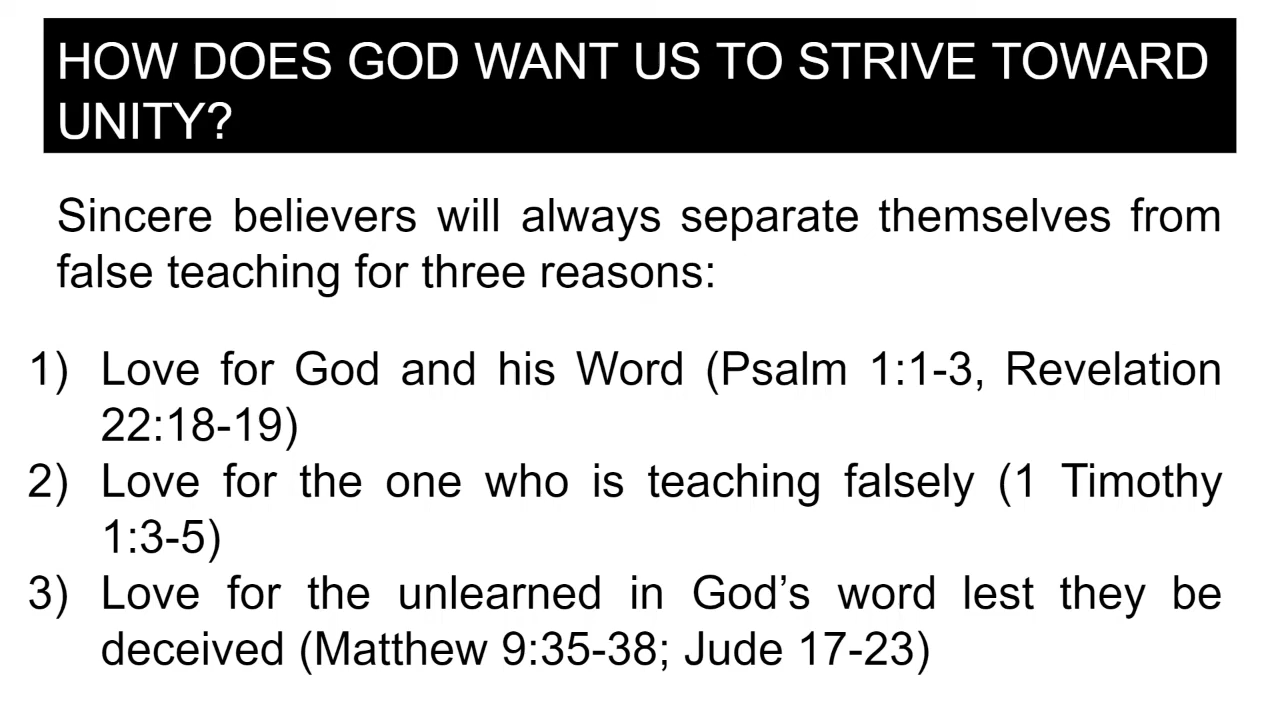 HOW DOES GOD WANT US TO STRIVE TOWARD
UNITY?
Sincere believers will always separate themselves from
false teaching for three reasons:
1) Love for God and his Word (Psalm 1:1-3, Revelation
22:18-19)
2) Love for the one who is teaching falsely (1 Timothy
1:3-5)
3) Love for the unlearned in God’s word lest they be
deceived (Matthew 9:35-38; Jude 17-23)